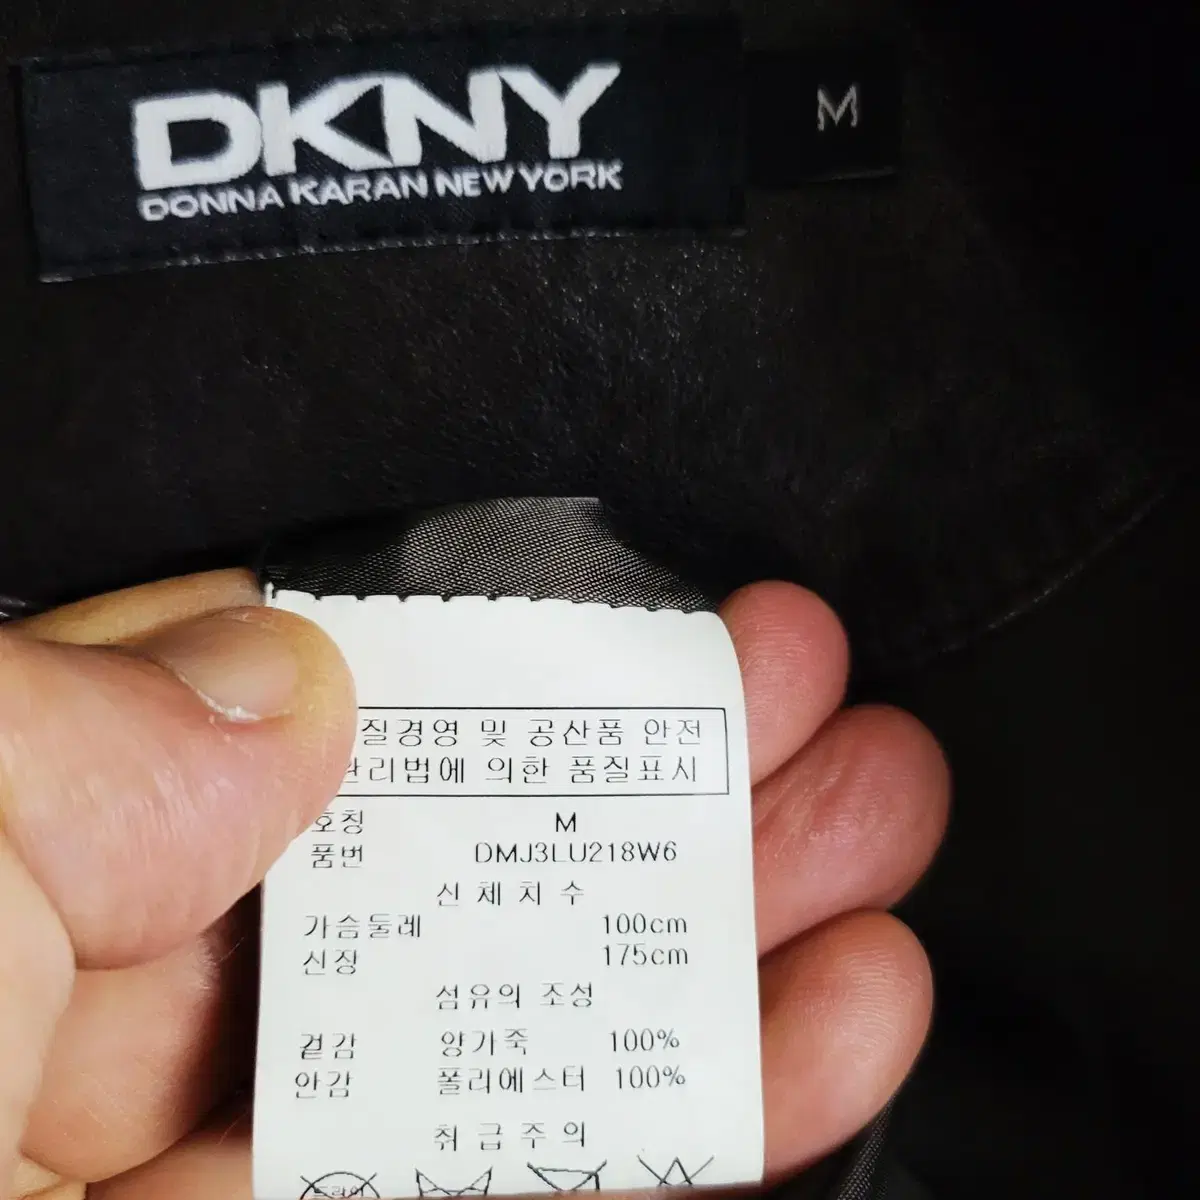 DKNY
DONNA KARAN NEW YORK
M
질경영 및 공산품 안전
관리법에 의한 품질표시
호칭 M
품번 DMJ3LU218W6
신 체 치 수
가슴둘레 100cm
신장 175cm
섬유의 조성
겉감 양가죽 100%
안감 폴리에스터 100%
취 급 주 의
드라이